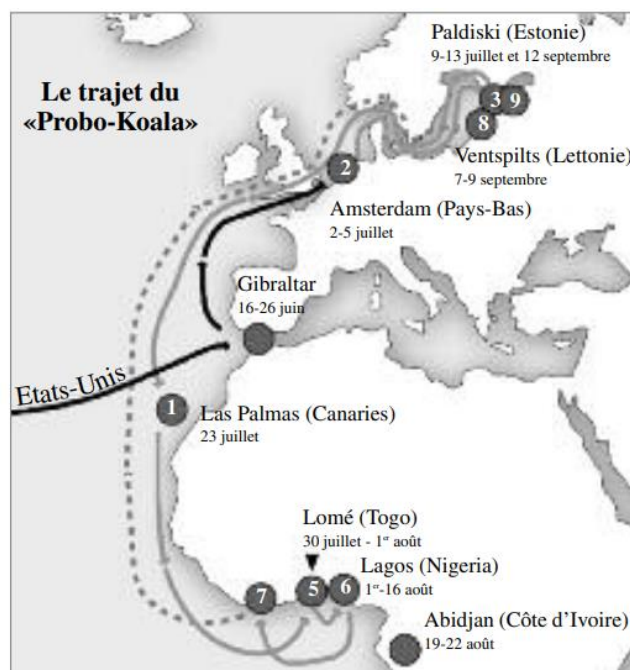 Paldiski (Estonie)
9-13 juillet et 12 septembre
Le trajet du
«Probo-Koala»
3
9
8
2
Ventspilts (Lettonie)
7-9 septembre
Amsterdam (Pays-Bas)
2-5 juillet
Gibraltar
16-26 juin
Etats-Unis
1
Las Palmas (Canaries)
23 juillet
Lomé (Togo)
30 juillet - 1er août
Lagos (Nigeria)
1er-16 août
7
5
6
Abidjan (Côte d'Ivoire)
19-22 août